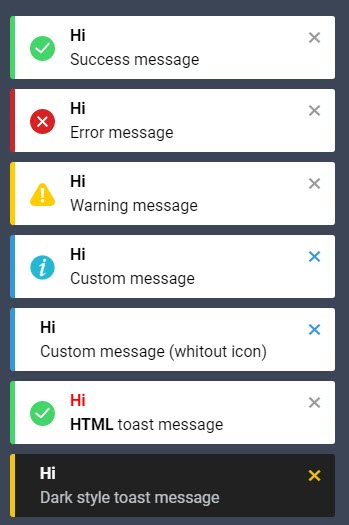 Hi
Success message
Hi
Error message
Hi
Warning message
Hi
Custom message
Hi
Custom message (whitout icon)
Hi
HTML toast message
Hi
Dark style toast message